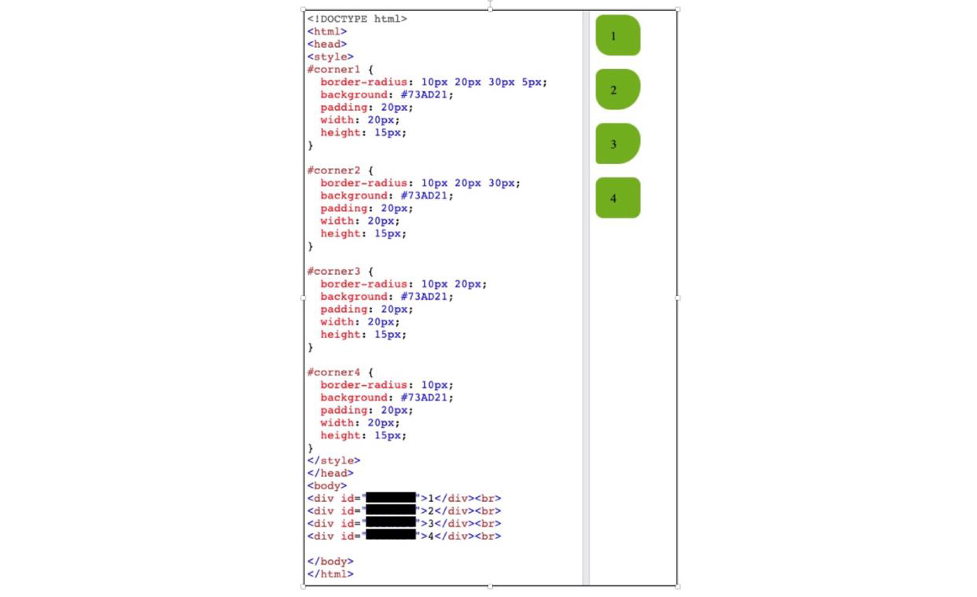 <!DOCTYPE html>
<html>
<head>
<style>
#corner1 {
  border-radius: 10px 20px 30px 5px;
  background: #73AD21;
  padding: 20px;
  width: 20px;
  height: 15px;
}

#corner2 {
  border-radius: 10px 20px 30px;
  background: #73AD21;
  padding: 20px;
  width: 20px;
  height: 15px;
}

#corner3 {
  border-radius: 10px 20px;
  background: #73AD21;
  padding: 20px;
  width: 20px;
  height: 15px;
}

#corner4 {
  border-radius: 10px;
  background: #73AD21;
  padding: 20px;
  width: 20px;
  height: 15px;
}
</style>
</head>
<body>
<div id="">1</div><br>
<div id="">2</div><br>
<div id="">3</div><br>
<div id="">4</div><br>

</body>
</html>
1
2
3
4